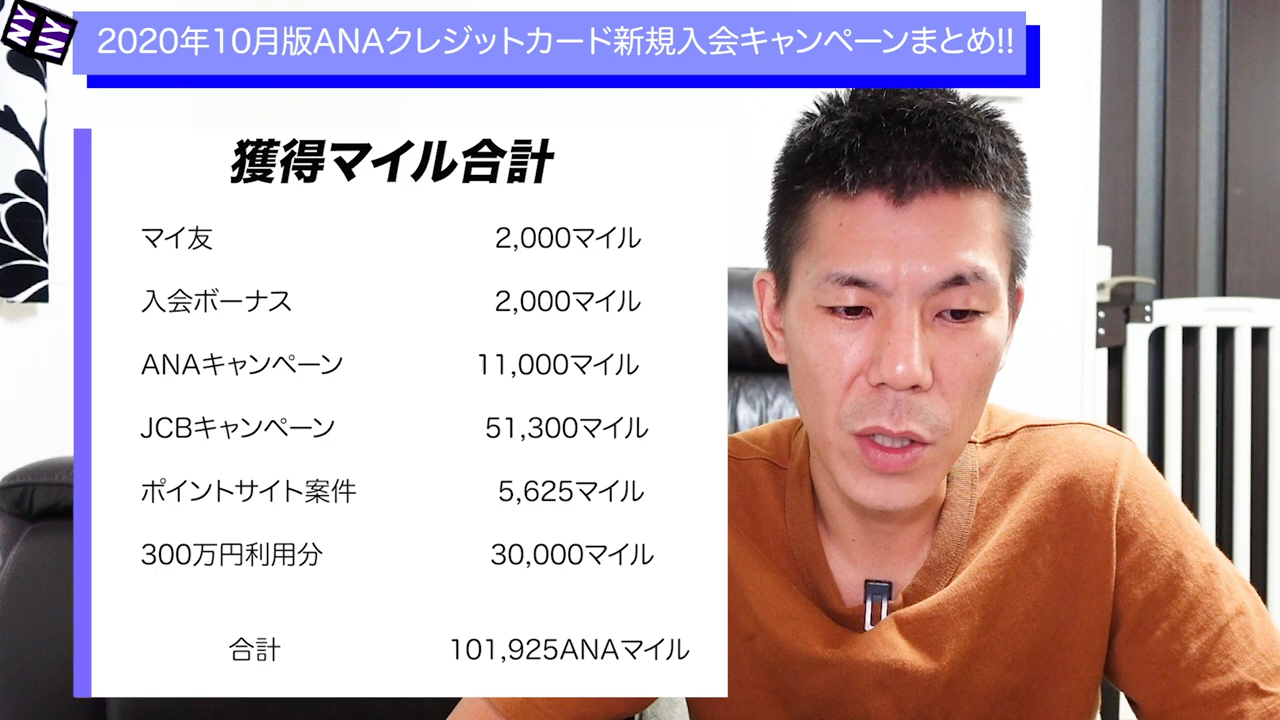 NY NY
2020年10月版ANAクレジットカード新規入会キャンペーンまとめ!!
獲得マイル合計
マイ友 2,000マイル
入会ボーナス 2,000マイル
ANAキャンペーン 11,000マイル
JCBキャンペーン 51,300マイル
ポイントサイト案件 5,625マイル
300万円利用分 30,000マイル
合計 101,925ANAマイル